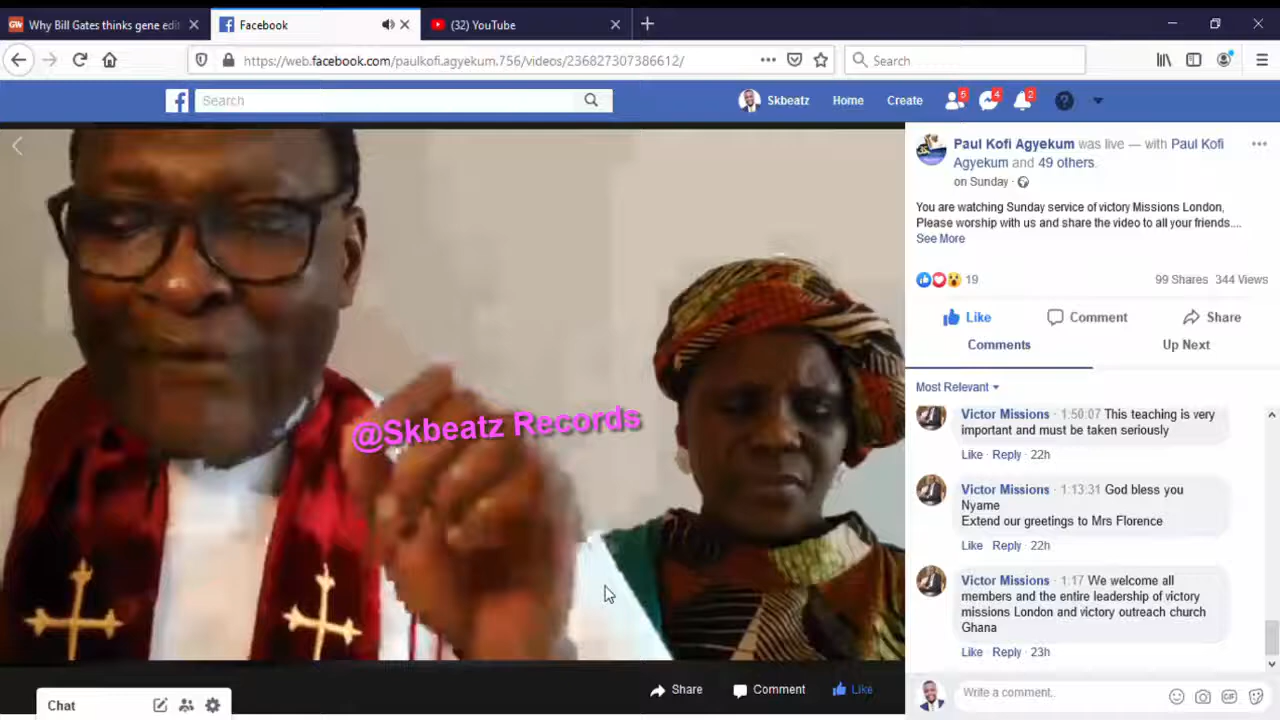 GW Why Bill Gates thinks gene edit
Facebook
(32) YouTube
https://web.facebook.com/paulkofi.agyekum.756/videos/236827307386612/
Search
Search
Skbeatz
Home
Create
5
4
2
Paul Kofi Agyekum was live — with Paul Kofi
Agyekum and 49 others.
on Sunday ·
You are watching Sunday service of victory Missions London,
Please worship with us and share the video to all your friends....
See More
19
99 Shares 344 Views
Like
Comment
Share
Comments
Up Next
Most Relevant
Victor Missions · 1:50:07 This teaching is very
important and must be taken seriously
Like · Reply · 22h
Victor Missions · 1:13:31 God bless you
Nyame
Extend our greetings to Mrs Florence
Like · Reply · 22h
Victor Missions · 1:17 We welcome all
members and the entire leadership of victory
missions London and victory outreach church
Ghana
Like · Reply · 23h
Write a comment...
GIF
@Skbeatz Records
Share
Comment
Like
Chat